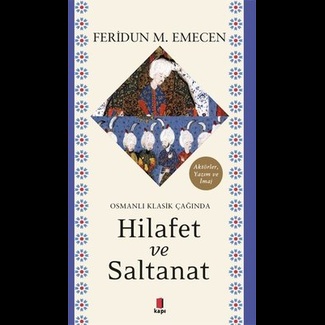 FERİDUN M. EMECEN
Aktörler,
Yazım ve
İmaj
OSMANLI KLASİK ÇAĞINDA
Hilafet
ve
Saltanat
kapı